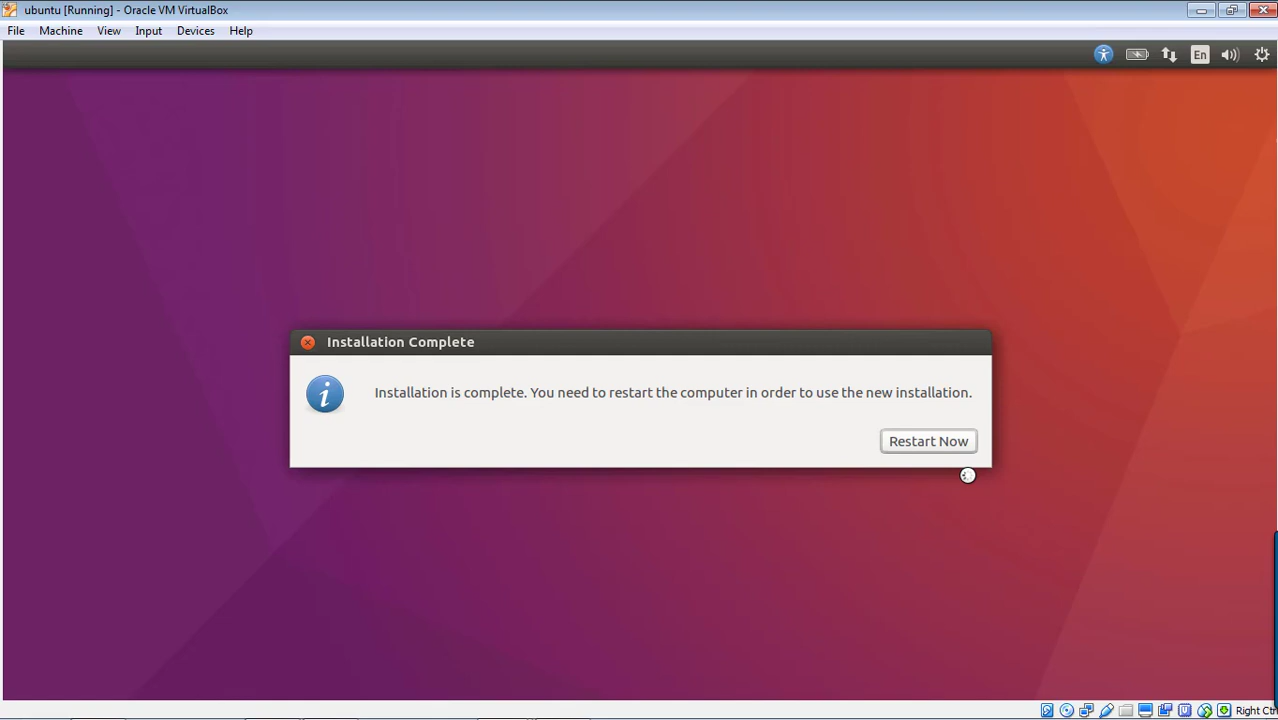 ubuntu [Running] - Oracle VM VirtualBox
File Machine View Input Devices Help
En
Installation Complete
Installation is complete. You need to restart the computer in order to use the new installation.
Restart Now
Right Ctr